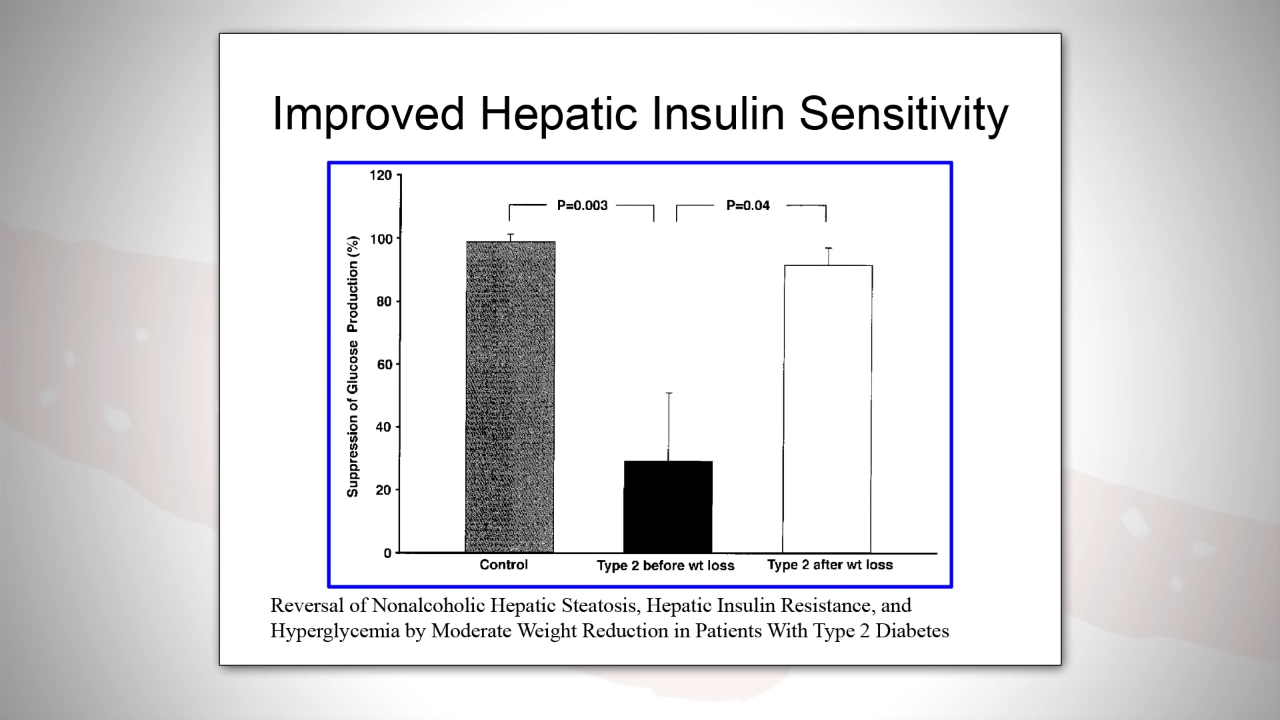 Improved Hepatic Insulin Sensitivity
120
P=0.003
P=0.04
100
80
60
40
20
0
Suppression of Glucose Production (%)
Control
Type 2 before wt loss
Type 2 after wt loss
Reversal of Nonalcoholic Hepatic Steatosis, Hepatic Insulin Resistance, and
Hyperglycemia by Moderate Weight Reduction in Patients With Type 2 Diabetes